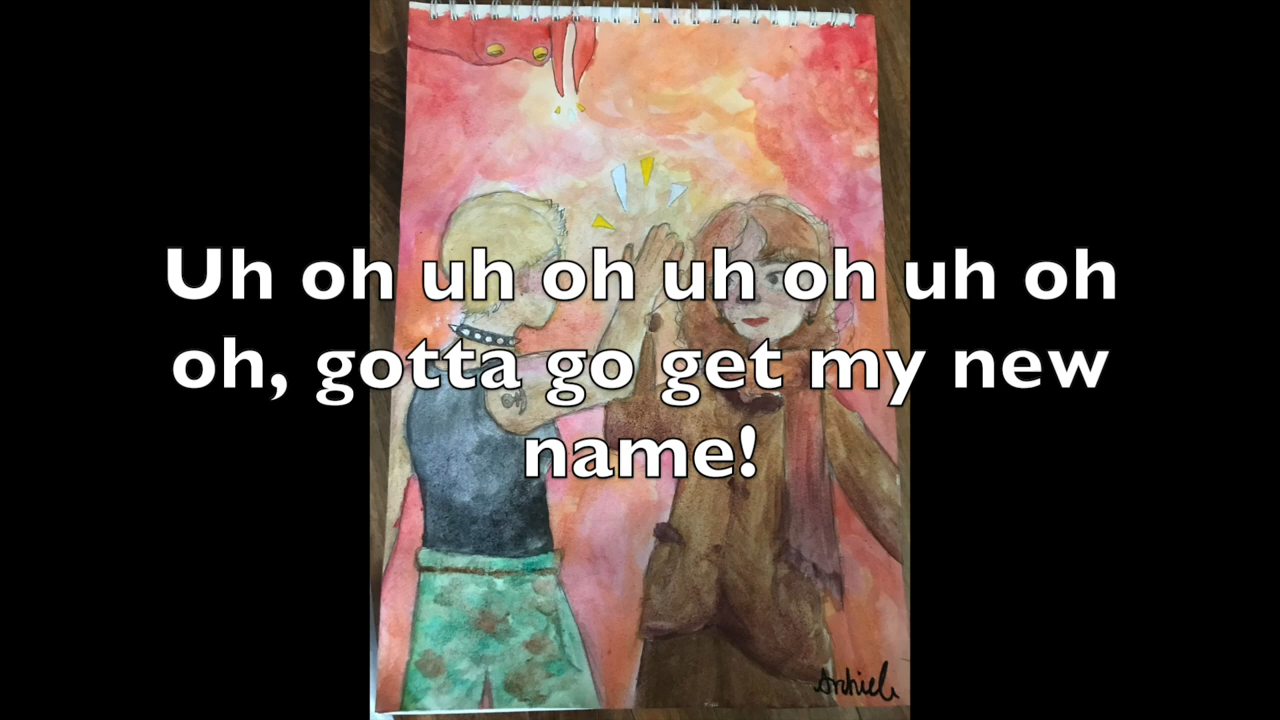 Uh oh uh oh uh oh uh oh
oh, gotta go get my new
name!